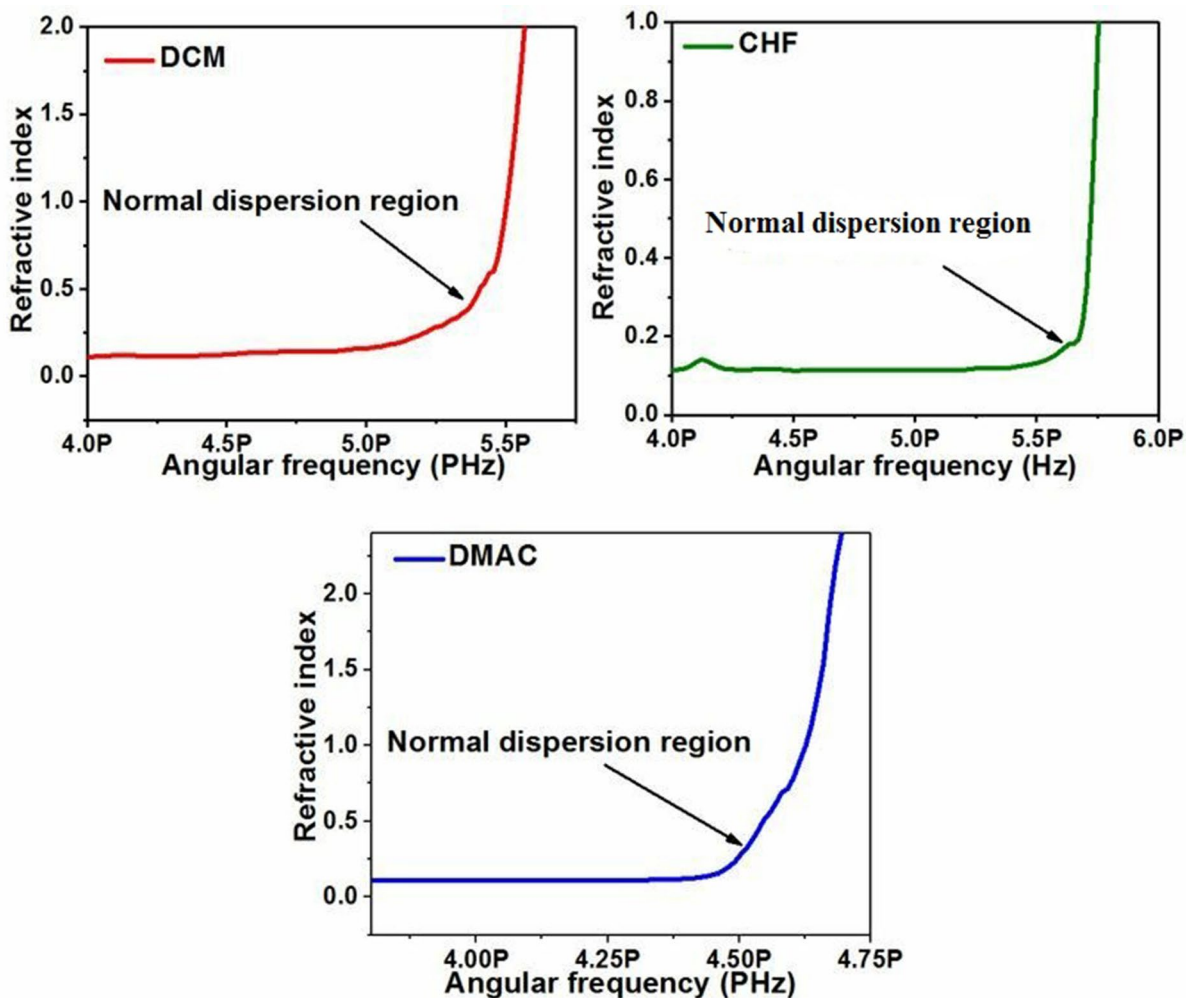 DCM
2.0
1.5
1.0
0.5
0.0
Refractive index
Normal dispersion region
4.0P 4.5P 5.0P 5.5P
Angular frequency (PHz)
CHF
1.0
0.8
0.6
0.4
0.2
0.0
Refractive index
Normal dispersion region
4.0P 4.5P 5.0P 5.5P 6.0P
Angular frequency (Hz)
DMAC
2.0
1.5
1.0
0.5
0.0
Refractive index
Normal dispersion region
4.00P 4.25P 4.50P 4.75P
Angular frequency (PHz)